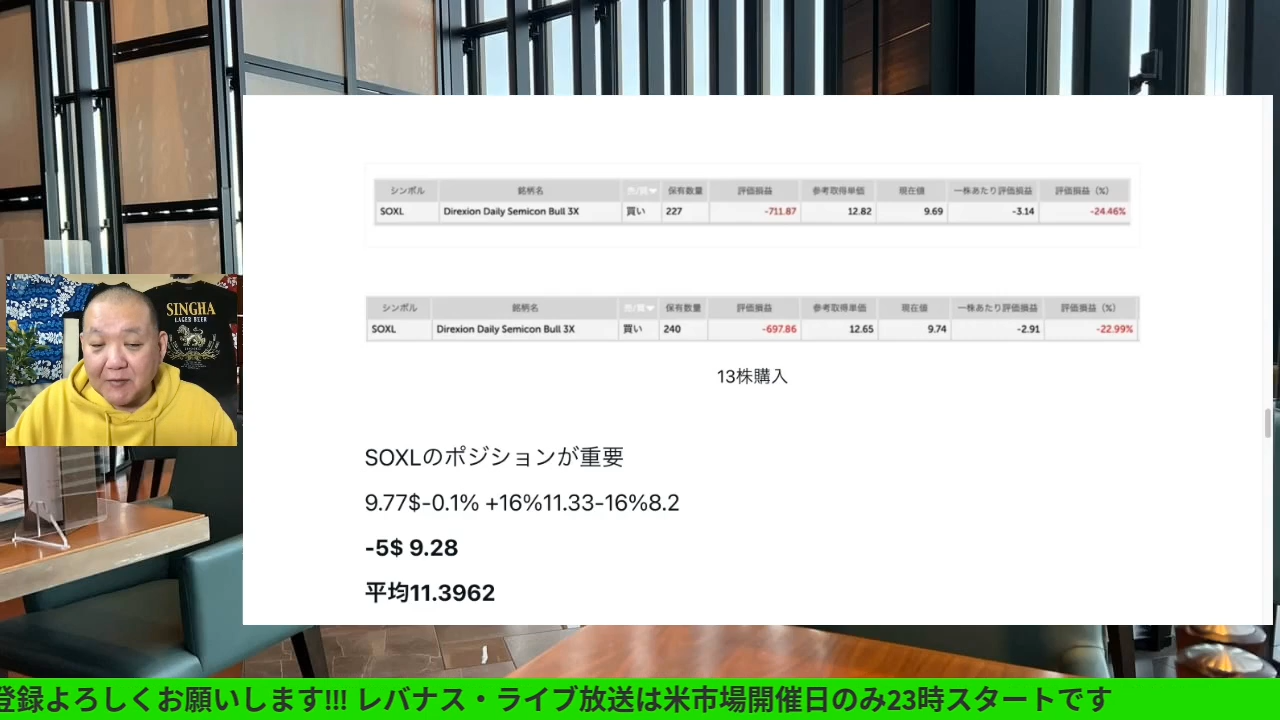 シンボル 銘柄名 売/買▼ 保有数量 評価損益 参考取得単価 現在値 一株あたり評価損益 評価損益（%）
SOXL Direxion Daily Semicon Bull 3X 買い 227 -711.87 12.82 9.69 -3.14 -24.46%
シンボル 銘柄名 売/買▼ 保有数量 評価損益 参考取得単価 現在値 一株あたり評価損益 評価損益（%）
SOXL Direxion Daily Semicon Bull 3X 買い 240 -697.86 12.65 9.74 -2.91 -22.99%
13株購入
SINGHA
LAGER BEER
SOXLのポジションが重要
9.77$-0.1% +16%11.33-16%8.2
-5$ 9.28
平均11.3962
登録よろしくお願いします!!! レバナス・ライブ放送は米市場開催日のみ23時スタートです